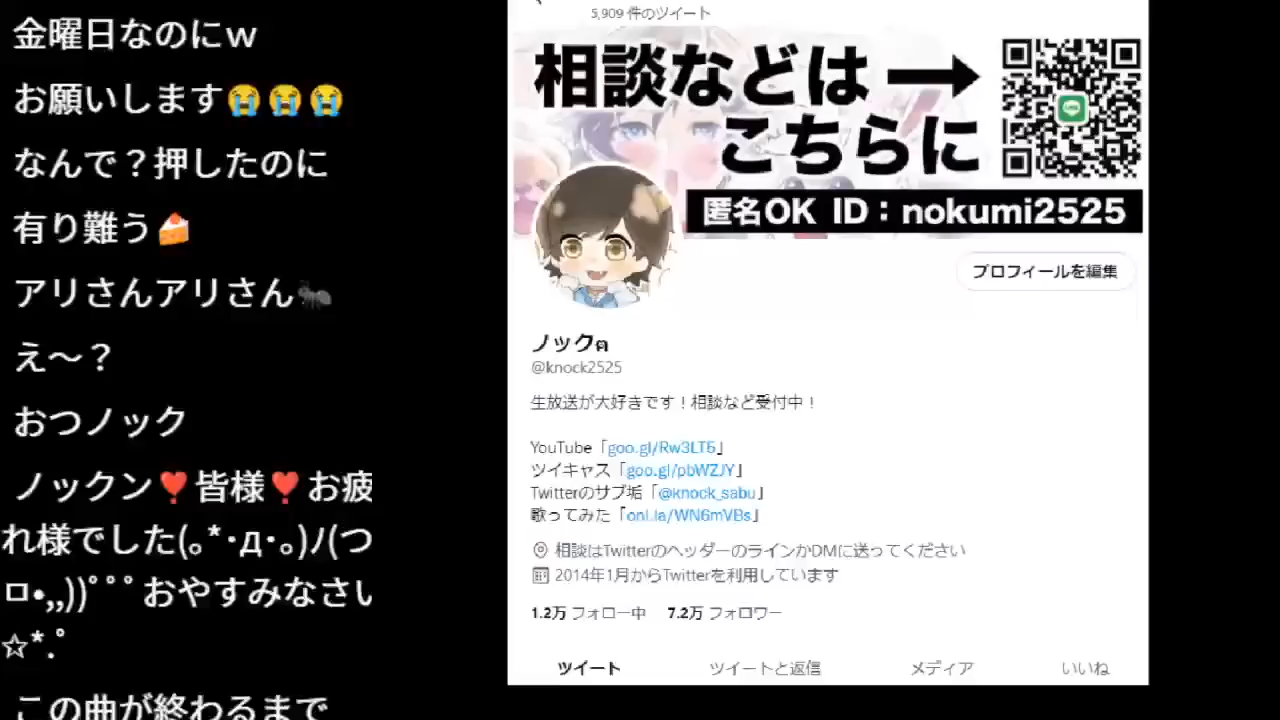 金曜日なのにw
お願いします😭😭😭
なんで？押したのに
有り難う🍰
アリさんアリさん🐜
え〜？
おつノック
ノックン❣️皆様❣️お疲
れ様でした(｡*･д･｡)ﾉ(つ
ﾛ•,,))ﾟﾟﾟおやすみなさい
☆*.ﾟ
この曲が終わるまで
5,909 件のツイート
相談などは→
こちらに
匿名OK ID：nokumi2525
プロフィールを編集
ノックฅ
@knock2525
生放送が大好きです！相談など受付中！
YouTube「goo.gl/Rw3LT5」
ツイキャス「goo.gl/pbWZJY」
Twitterのサブ垢「@knock_sabu」
歌ってみた「onl.la/WN6mVBs」
相談はTwitterのヘッダーのラインかDMに送ってください
2014年1月からTwitterを利用しています
1.2万 フォロー中 7.2万 フォロワー
ツイート ツイートと返信 メディア いいね